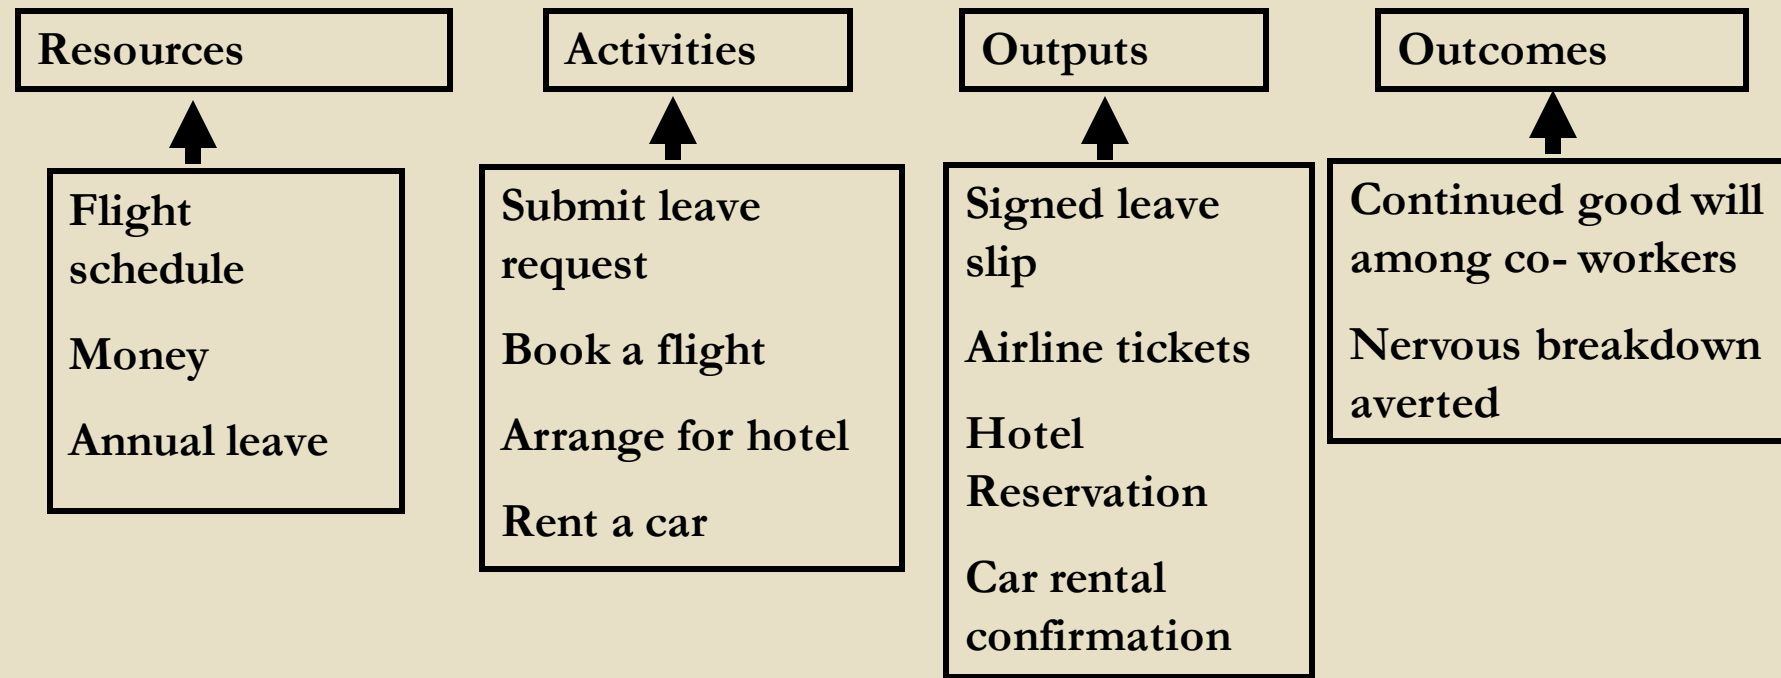 Resources
Flight
schedule
Money
Annual leave
Activities
Submit leave
request
Book a flight
Arrange for hotel
Rent a car
Outputs
Signed leave
slip
Airline tickets
Hotel
Reservation
Car rental
confirmation
Outcomes
Continued good will
among co- workers
Nervous breakdown
averted